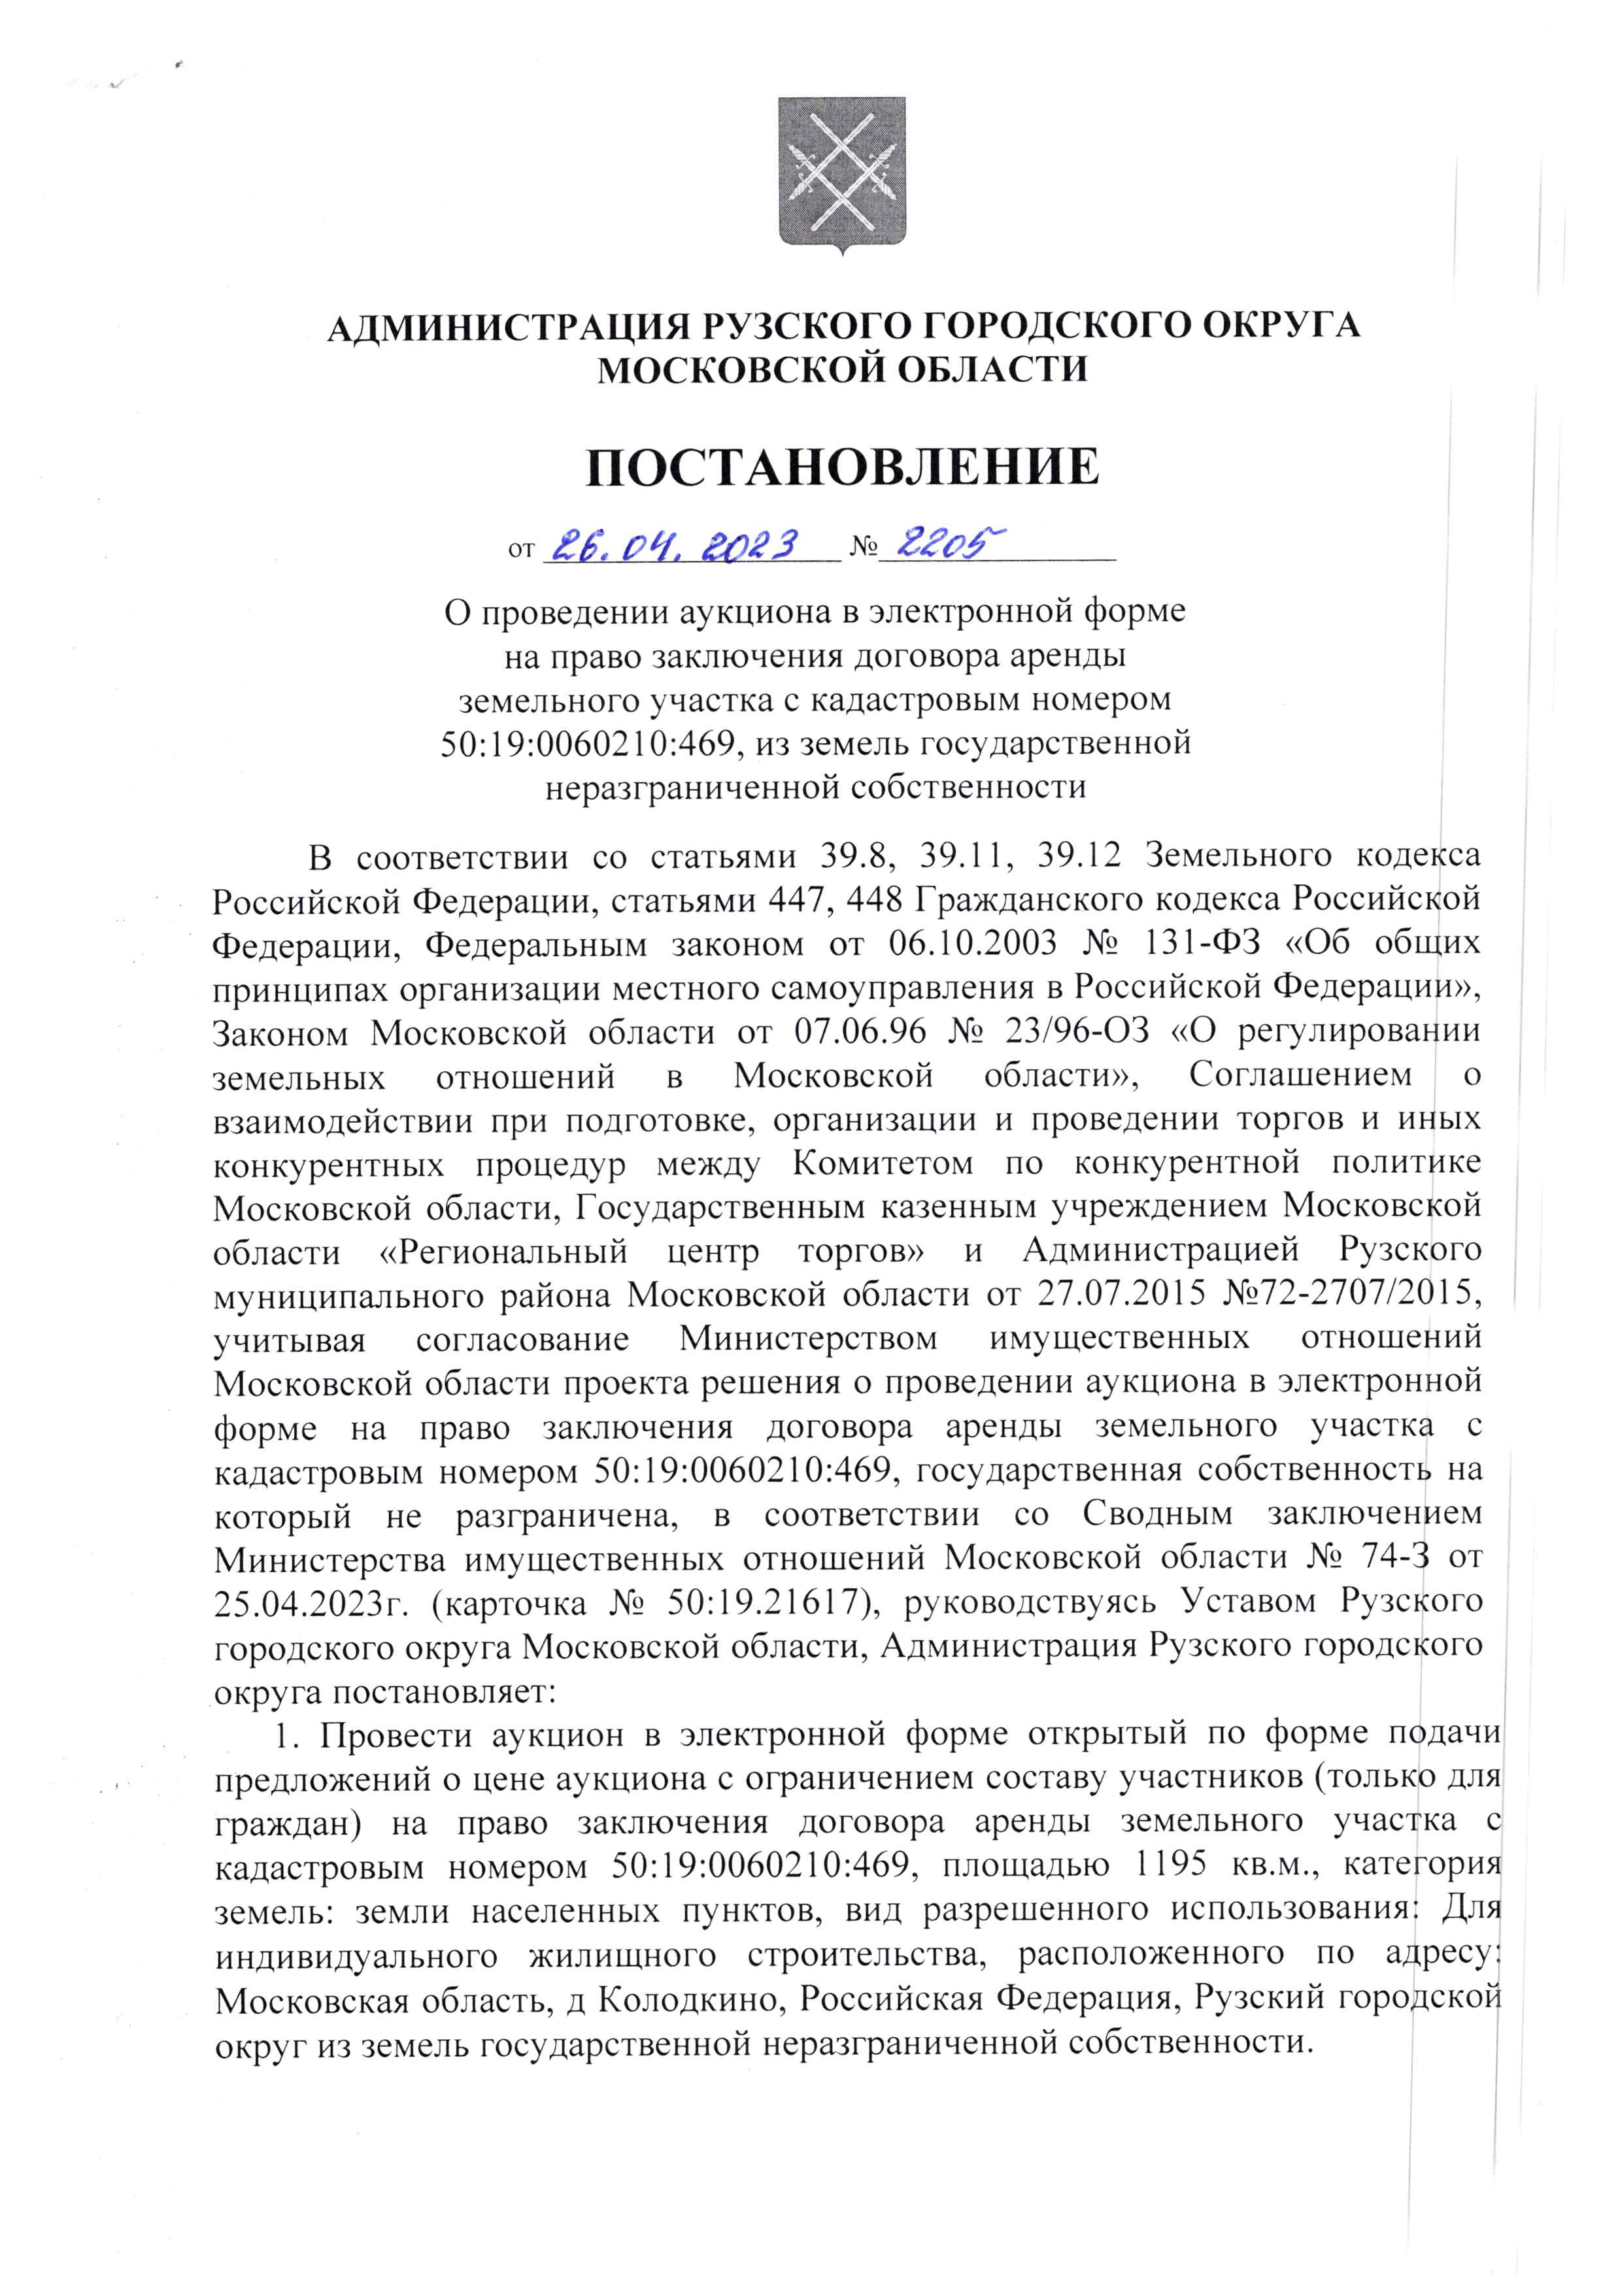 АДМИНИСТРАЦИЯ РУЗСКОГО ГОРОДСКОГО ОКРУГА
МОСКОВСКОЙ ОБЛАСТИ
ПОСТАНОВЛЕНИЕ
от 26.04.2023 № 2205
О проведении аукциона в электронной форме
на право заключения договора аренды
земельного участка с кадастровым номером
50:19:0060210:469, из земель государственной
неразграниченной собственности
В соответствии со статьями 39.8, 39.11, 39.12 Земельного кодекса
Российской Федерации, статьями 447, 448 Гражданского кодекса Российской
Федерации, Федеральным законом от 06.10.2003 № 131-ФЗ «Об общих
принципах организации местного самоуправления в Российской Федерации»,
Законом Московской области от 07.06.96 № 23/96-ОЗ «О регулировании
земельных отношений в Московской области», Соглашением о
взаимодействии при подготовке, организации и проведении торгов и иных
конкурентных процедур между Комитетом по конкурентной политике
Московской области, Государственным казенным учреждением Московской
области «Региональный центр торгов» и Администрацией Рузского
муниципального района Московской области от 27.07.2015 №72-2707/2015,
учитывая согласование Министерством имущественных отношений
Московской области проекта решения о проведении аукциона в электронной
форме на право заключения договора аренды земельного участка с
кадастровым номером 50:19:0060210:469, государственная собственность на
который не разграничена, в соответствии со Сводным заключением
Министерства имущественных отношений Московской области № 74-З от
25.04.2023г. (карточка № 50:19.21617), руководствуясь Уставом Рузского
городского округа Московской области, Администрация Рузского городского
округа постановляет:
1. Провести аукцион в электронной форме открытый по форме подачи
предложений о цене аукциона с ограничением составу участников (только для
граждан) на право заключения договора аренды земельного участка с
кадастровым номером 50:19:0060210:469, площадью 1195 кв.м., категория
земель: земли населенных пунктов, вид разрешенного использования: Для
индивидуального жилищного строительства, расположенного по адресу:
Московская область, д Колодкино, Российская Федерация, Рузский городской
округ из земель государственной неразграниченной собственности.